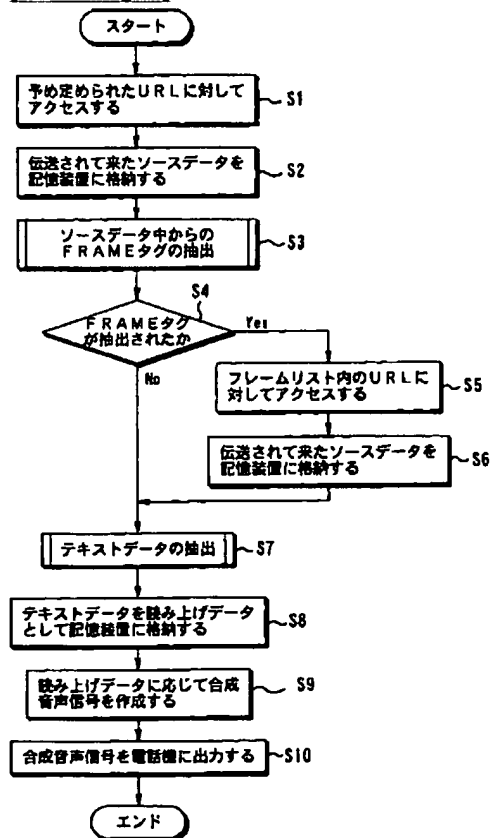 スタート
予め定められたURLに対して
アクセスする
S1
伝送されて来たソースデータを
記憶装置に格納する
S2
ソースデータ中からの
FRAMEタグの抽出
S3
S4
FRAMEタグ
が抽出されたか
Yes
No
フレームリスト内のURLに
対してアクセスする
S5
伝送されて来たソースデータを
記憶装置に格納する
S6
テキストデータの抽出
S7
テキストデータを読み上げデータ
として記憶装置に格納する
S8
読み上げデータに応じて合成
音声信号を作成する
S9
合成音声信号を電話機に出力する
S10
エンド